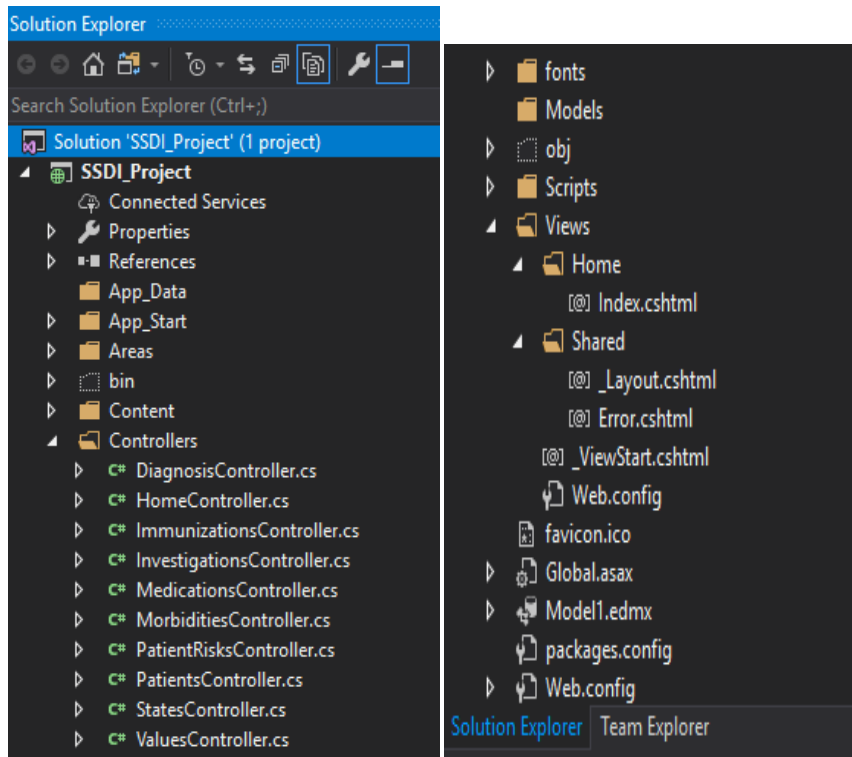 Solution Explorer
Search Solution Explorer (Ctrl+;)
Solution 'SSDI_Project' (1 project)
SSDI_Project
Connected Services
Properties
References
App_Data
App_Start
Areas
bin
Content
Controllers
C# DiagnosisController.cs
C# HomeController.cs
C# ImmunizationsController.cs
C# InvestigationsController.cs
C# MedicationsController.cs
C# MorbiditiesController.cs
C# PatientRisksController.cs
C# PatientsController.cs
C# StatesController.cs
C# ValuesController.cs
fonts
Models
obj
Scripts
Views
Home
[@] Index.cshtml
Shared
[@] _Layout.cshtml
[@] Error.cshtml
[@] _ViewStart.cshtml
Web.config
favicon.ico
Global.asax
Model1.edmx
packages.config
Web.config
Solution Explorer Team Explorer